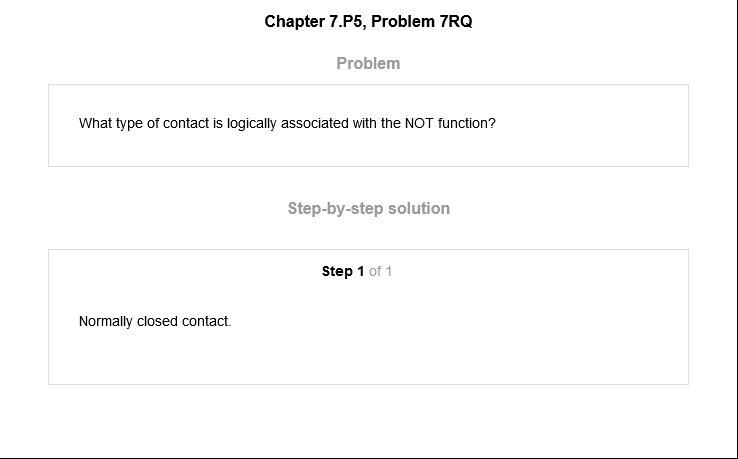 Chapter 7.P5, Problem 7RQ
Problem
What type of contact is logically associated with the NOT function?
Step-by-step solution
Step 1 of 1
Normally closed contact.